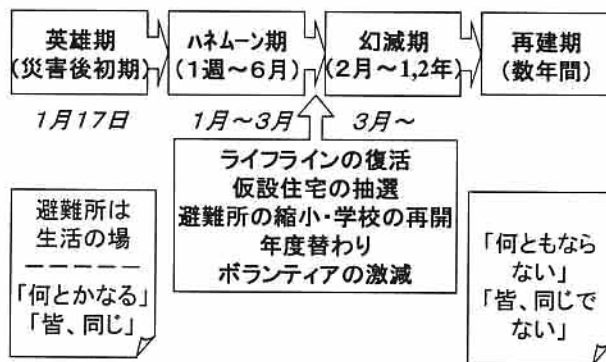 英雄期
(災害後初期)
ハネムーン期
(1週～6月)
幻滅期
(2月～1,2年)
再建期
(数年間)
1月17日
1月～3月
3月～
ライフラインの復活
仮設住宅の抽選
避難所の縮小・学校の再開
年度替わり
ボランティアの激減
避難所は
生活の場
－－－－－
「何とかなる」
「皆、同じ」
「何ともなら
ない」
「皆、同じで
ない」